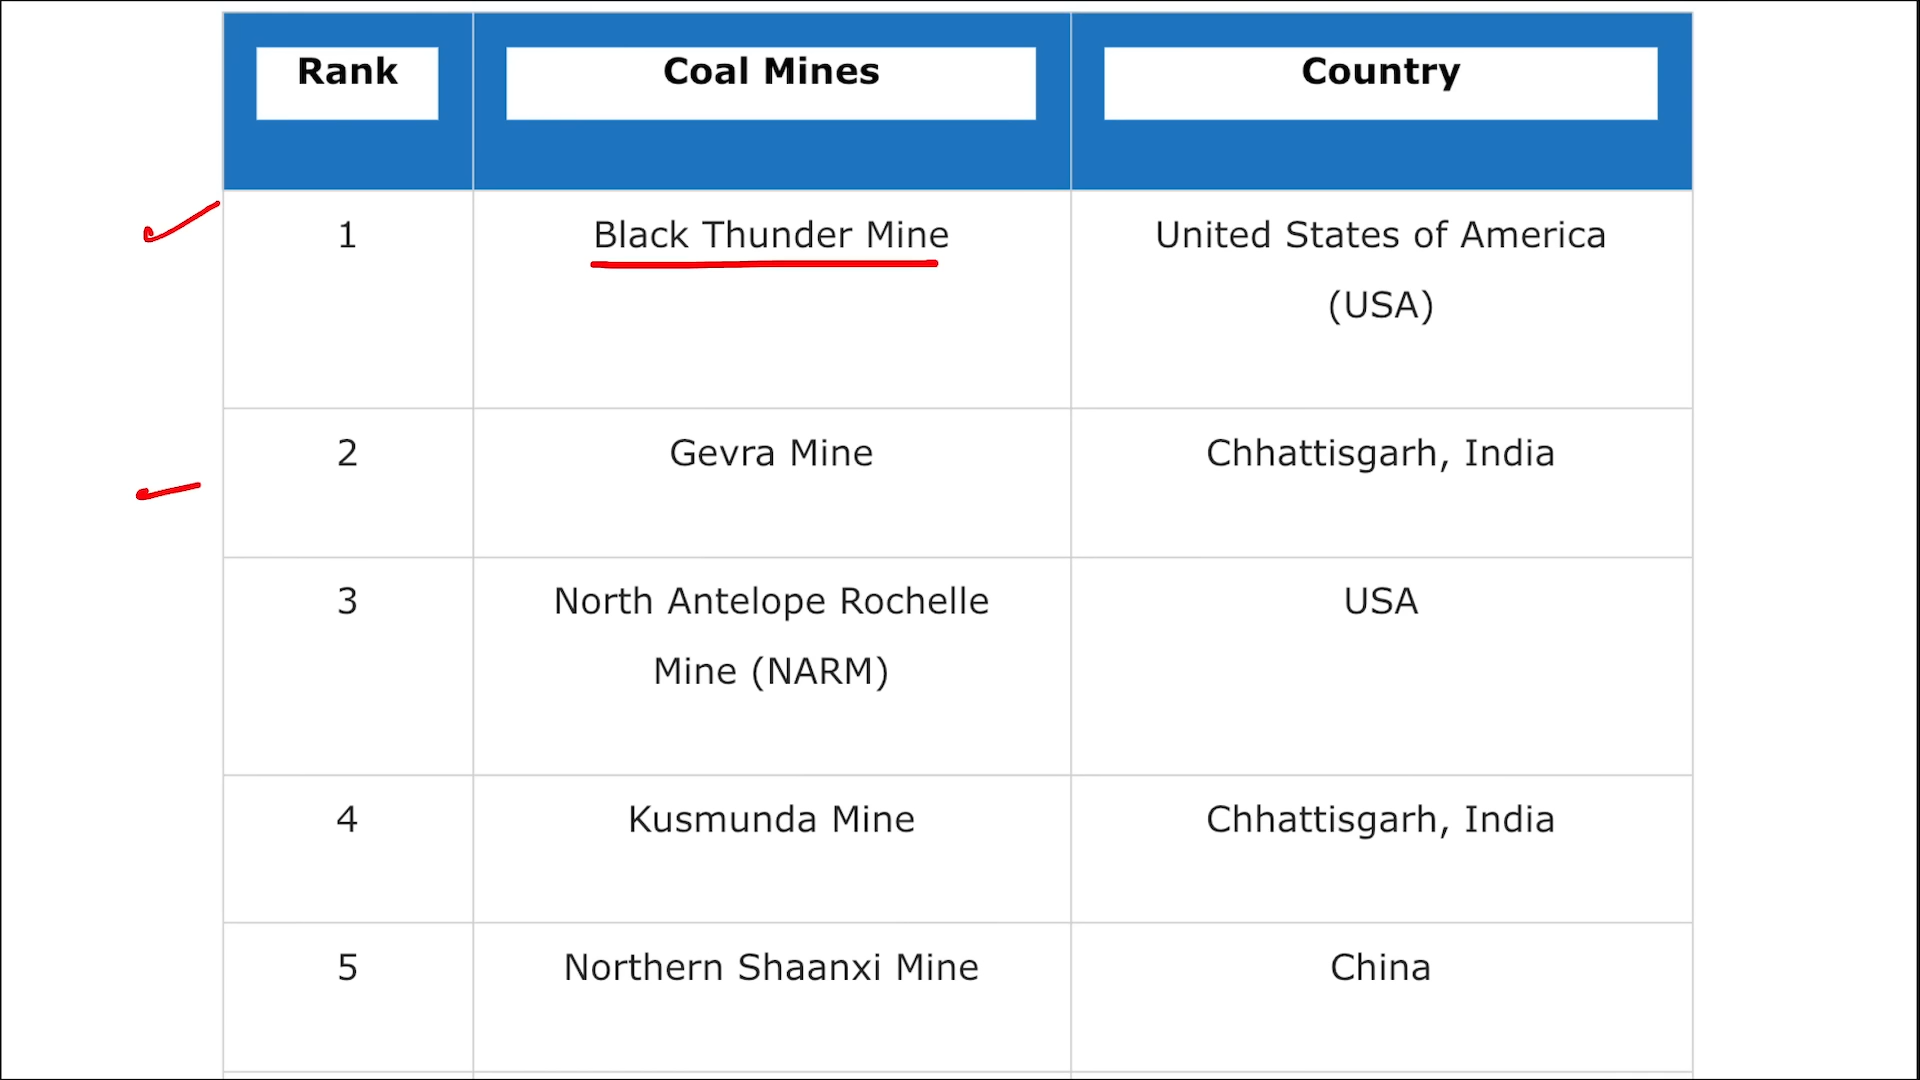 Rank Coal Mines Country
1 Black Thunder Mine United States of America
(USA)
2 Gevra Mine Chhattisgarh, India
3 North Antelope Rochelle USA
Mine (NARM)
4 Kusmunda Mine Chhattisgarh, India
5 Northern Shaanxi Mine China